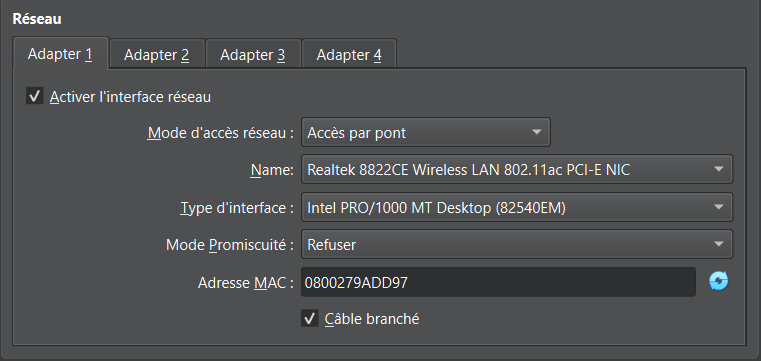 Réseau
Adapter 1 Adapter 2 Adapter 3 Adapter 4
Activer l'interface réseau
Mode d'accès réseau : Accès par pont
Name: Realtek 8822CE Wireless LAN 802.11ac PCI-E NIC
Type d'interface : Intel PRO/1000 MT Desktop (82540EM)
Mode Promiscuité : Refuser
Adresse MAC : 0800279ADD97
Câble branché